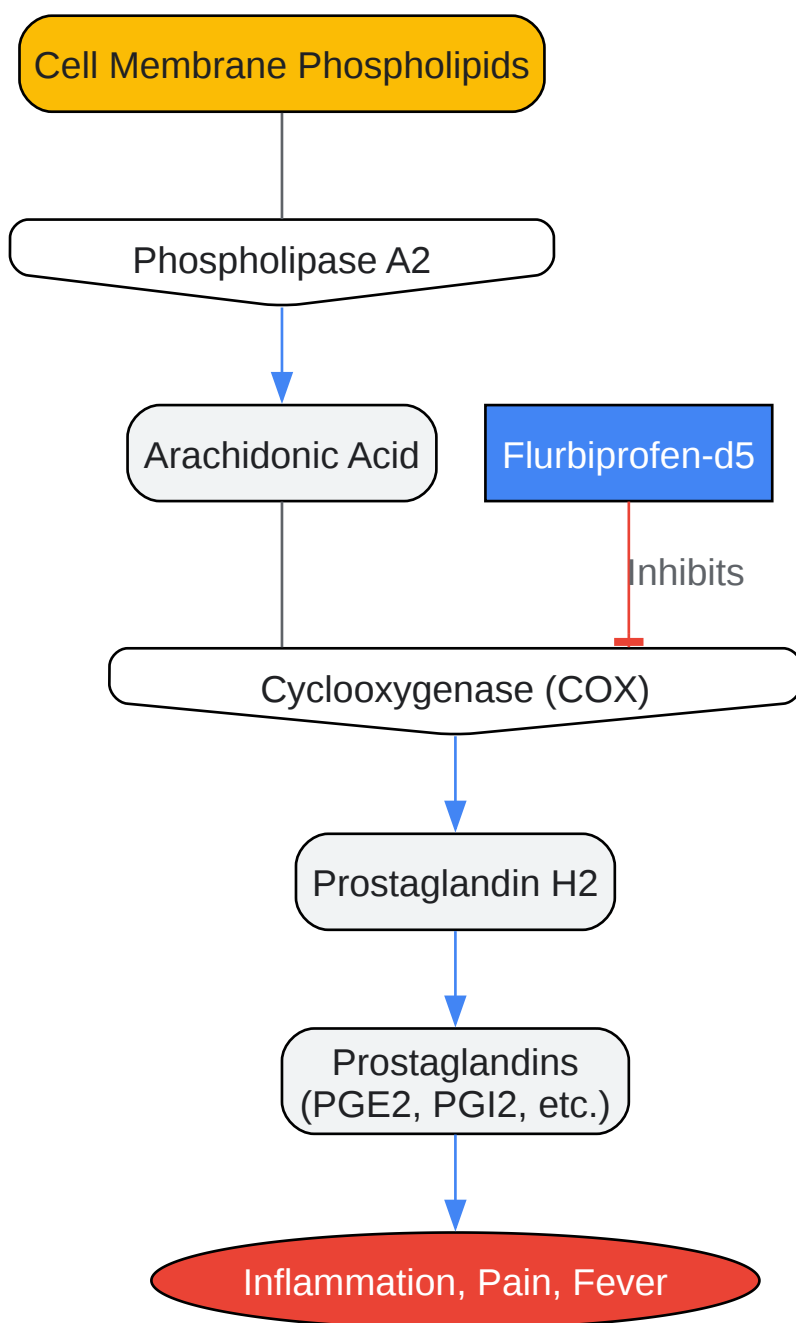 Cell Membrane Phospholipids
Phospholipase A2
Arachidonic Acid
Flurbiprofen-d5
Inhibits
Cyclooxygenase (COX)
Prostaglandin H2
Prostaglandins
(PGE2, PGI2, etc.)
Inflammation, Pain, Fever